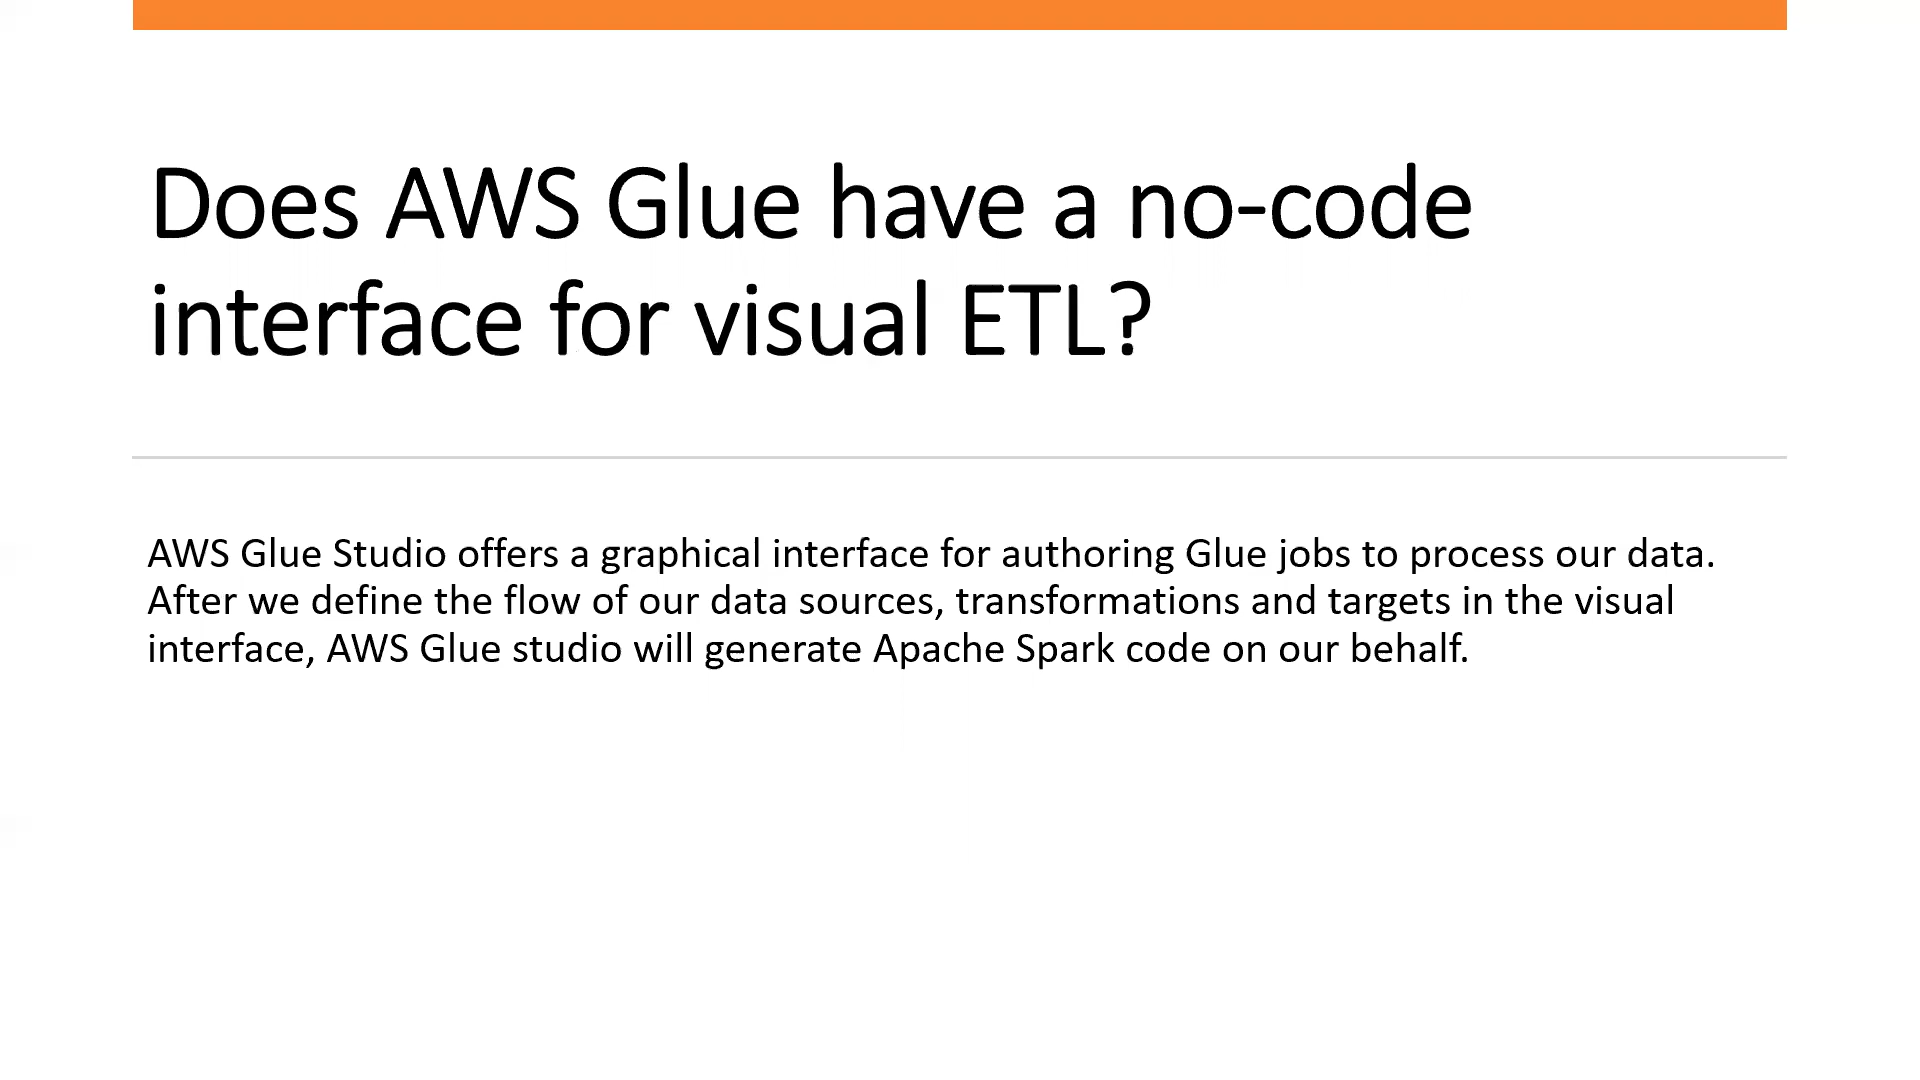 Does AWS Glue have a no-code
interface for visual ETL?
AWS Glue Studio offers a graphical interface for authoring Glue jobs to process our data.
After we define the flow of our data sources, transformations and targets in the visual
interface, AWS Glue studio will generate Apache Spark code on our behalf.